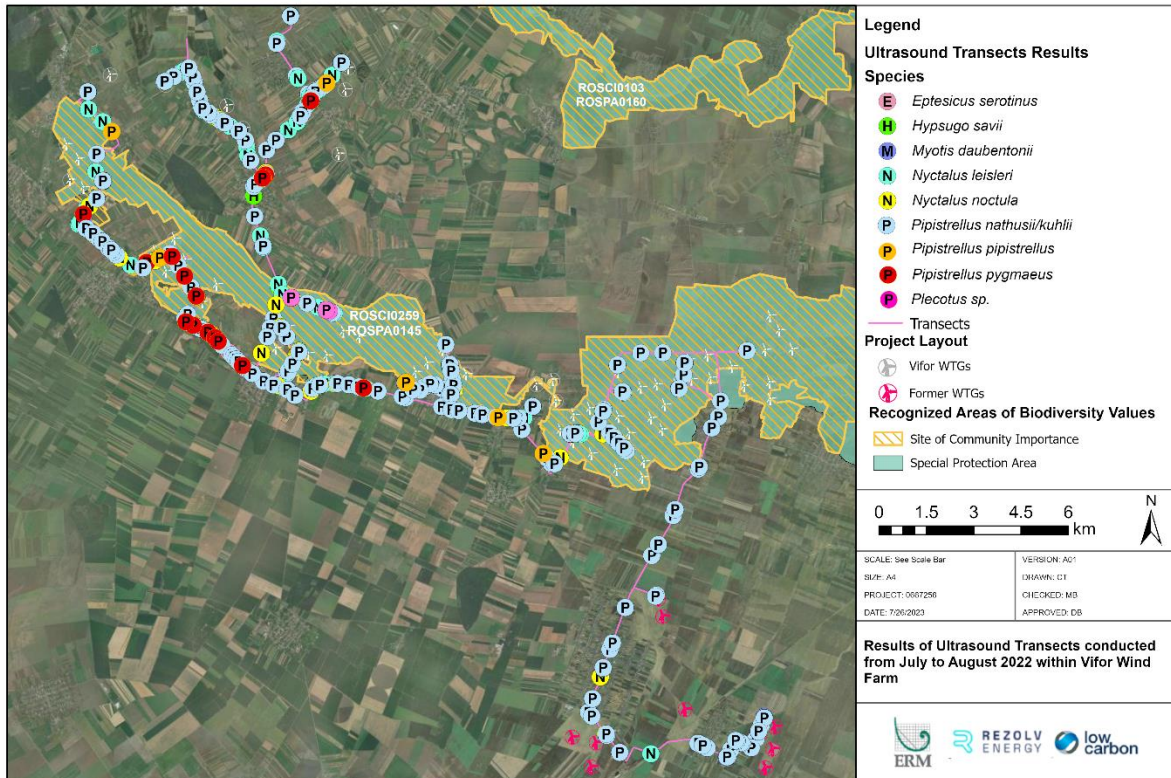 ROSCI0103
ROSPA0160
ROSCI0259
ROSPA0145
Legend
Ultrasound Transects Results
Species
E Eptesicus serotinus
H Hypsugo savii
M Myotis daubentonii
N Nyctalus leisleri
N Nyctalus noctula
P Pipistrellus nathusii/kuhlii
P Pipistrellus pipistrellus
P Pipistrellus pygmaeus
P Plecotus sp.
Transects
Project Layout
Vifor WTGs
Former WTGs
Recognized Areas of Biodiversity Values
Site of Community Importance
Special Protection Area
0 1.5 3 4.5 6
km
N
SCALE: See Scale Bar
VERSION: A01
SIZE: A4
DRAWN: CT
PROJECT: 0667256
CHECKED: MB
DATE: 7/26/2023
APPROVED: DB
Results of Ultrasound Transects conducted
from July to August 2022 within Vifor Wind
Farm
ERM
REZOLV
ENERGY
low
carbon